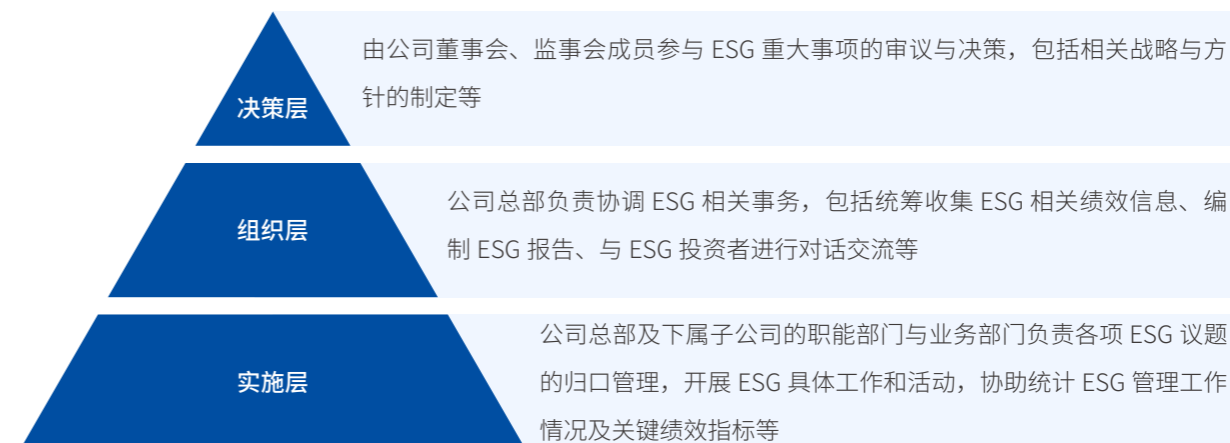 决策层
由公司董事会、监事会成员参与 ESG 重大事项的审议与决策，包括相关战略与方
针的制定等
组织层
公司总部负责协调 ESG 相关事务，包括统筹收集 ESG 相关绩效信息、编
制 ESG 报告、与 ESG 投资者进行对话交流等
实施层
公司总部及下属子公司的职能部门与业务部门负责各项 ESG 议题
的归口管理，开展 ESG 具体工作和活动，协助统计 ESG 管理工作
情况及关键绩效指标等